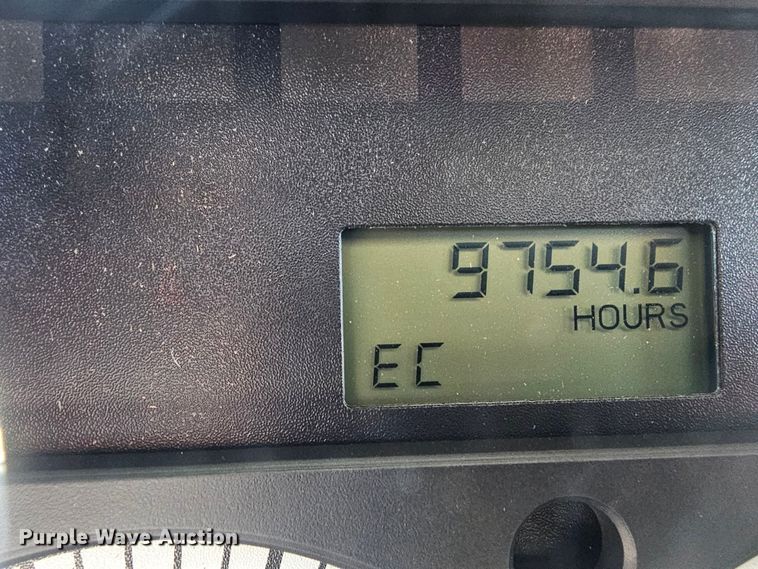 9754.6
HOURS
EC
Purple Wave Auction